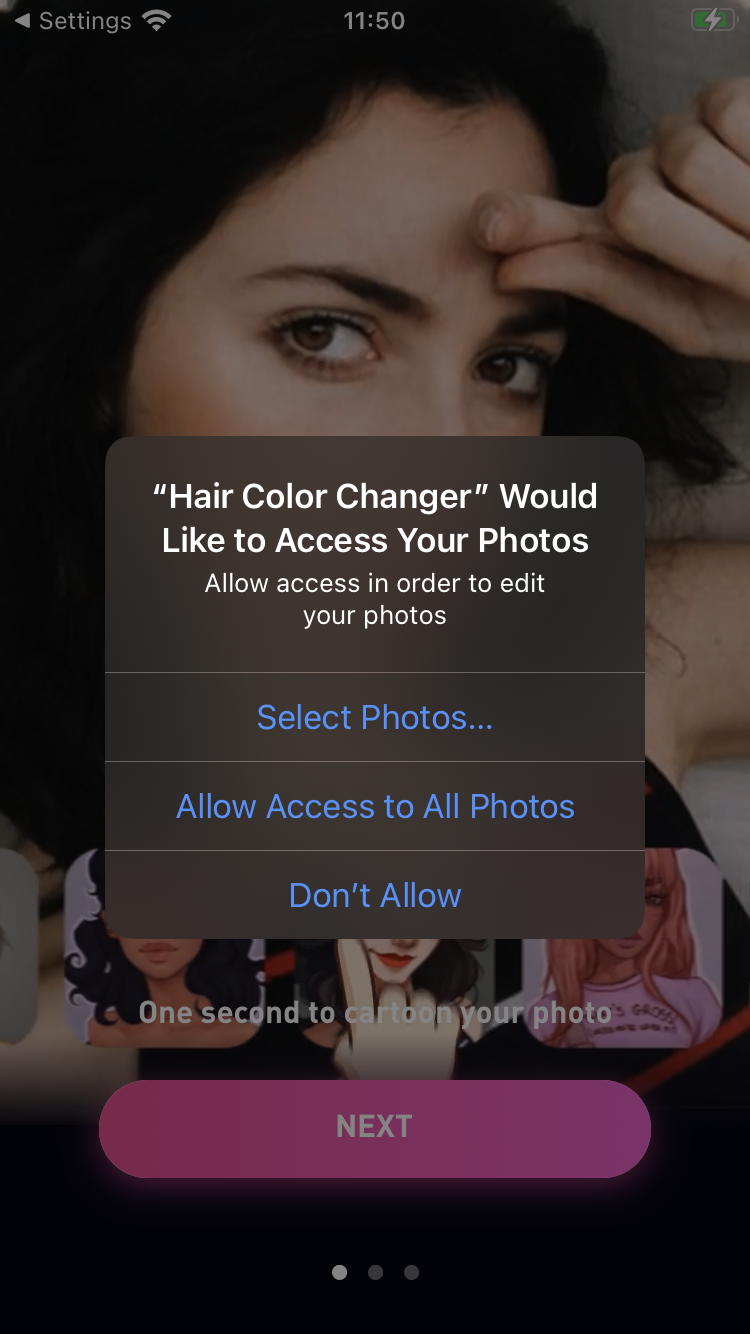 Settings
11:50
“Hair Color Changer” Would
Like to Access Your Photos
Allow access in order to edit
your photos
Select Photos...
Allow Access to All Photos
Don’t Allow
'S GROSS
One second to cartoon your photo
NEXT